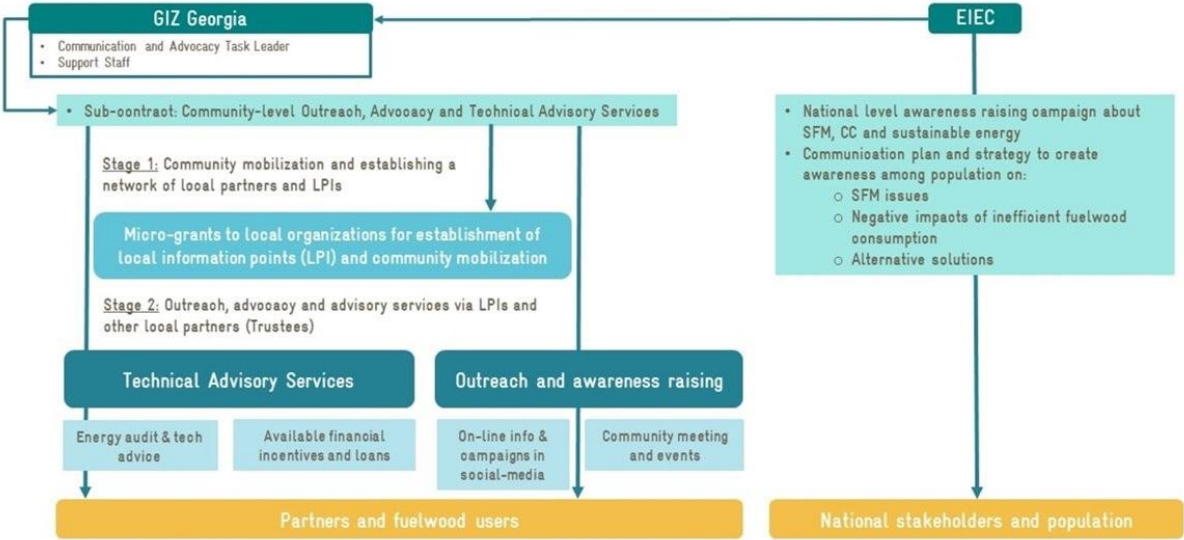 GIZ Georgia
• Communication and Advocacy Task Leader
• Support Staff
EIEC
• Sub-contract: Community-level Outreach, Advooaoy and Teohnioal Advisory Services
Stage 1: Community mobilization and establishing a
network of local partners and LPIs
Micro-grants to local organizations for establishment of
local information points (LPI) and community mobilization
Stage 2: Outreach, advooaoy and advisory services via LPIs and
other local partners (Trustees)
Technical Advisory Services
Energy audit & tech
advice
Available financial
incentives and loans
Outreach and awareness raising
On-line info &
campaigns in
social-media
Community meeting
and events
Partners and fuelwood users
• National level awareness raising campaign about
SFM, CC and sustainable energy
• Communioation plan and strategy to create
awareness among population on:
o SFM issues
o Negative impacts of inefficient fuelwood
consumption
o Alternative solutions
National stakeholders and population